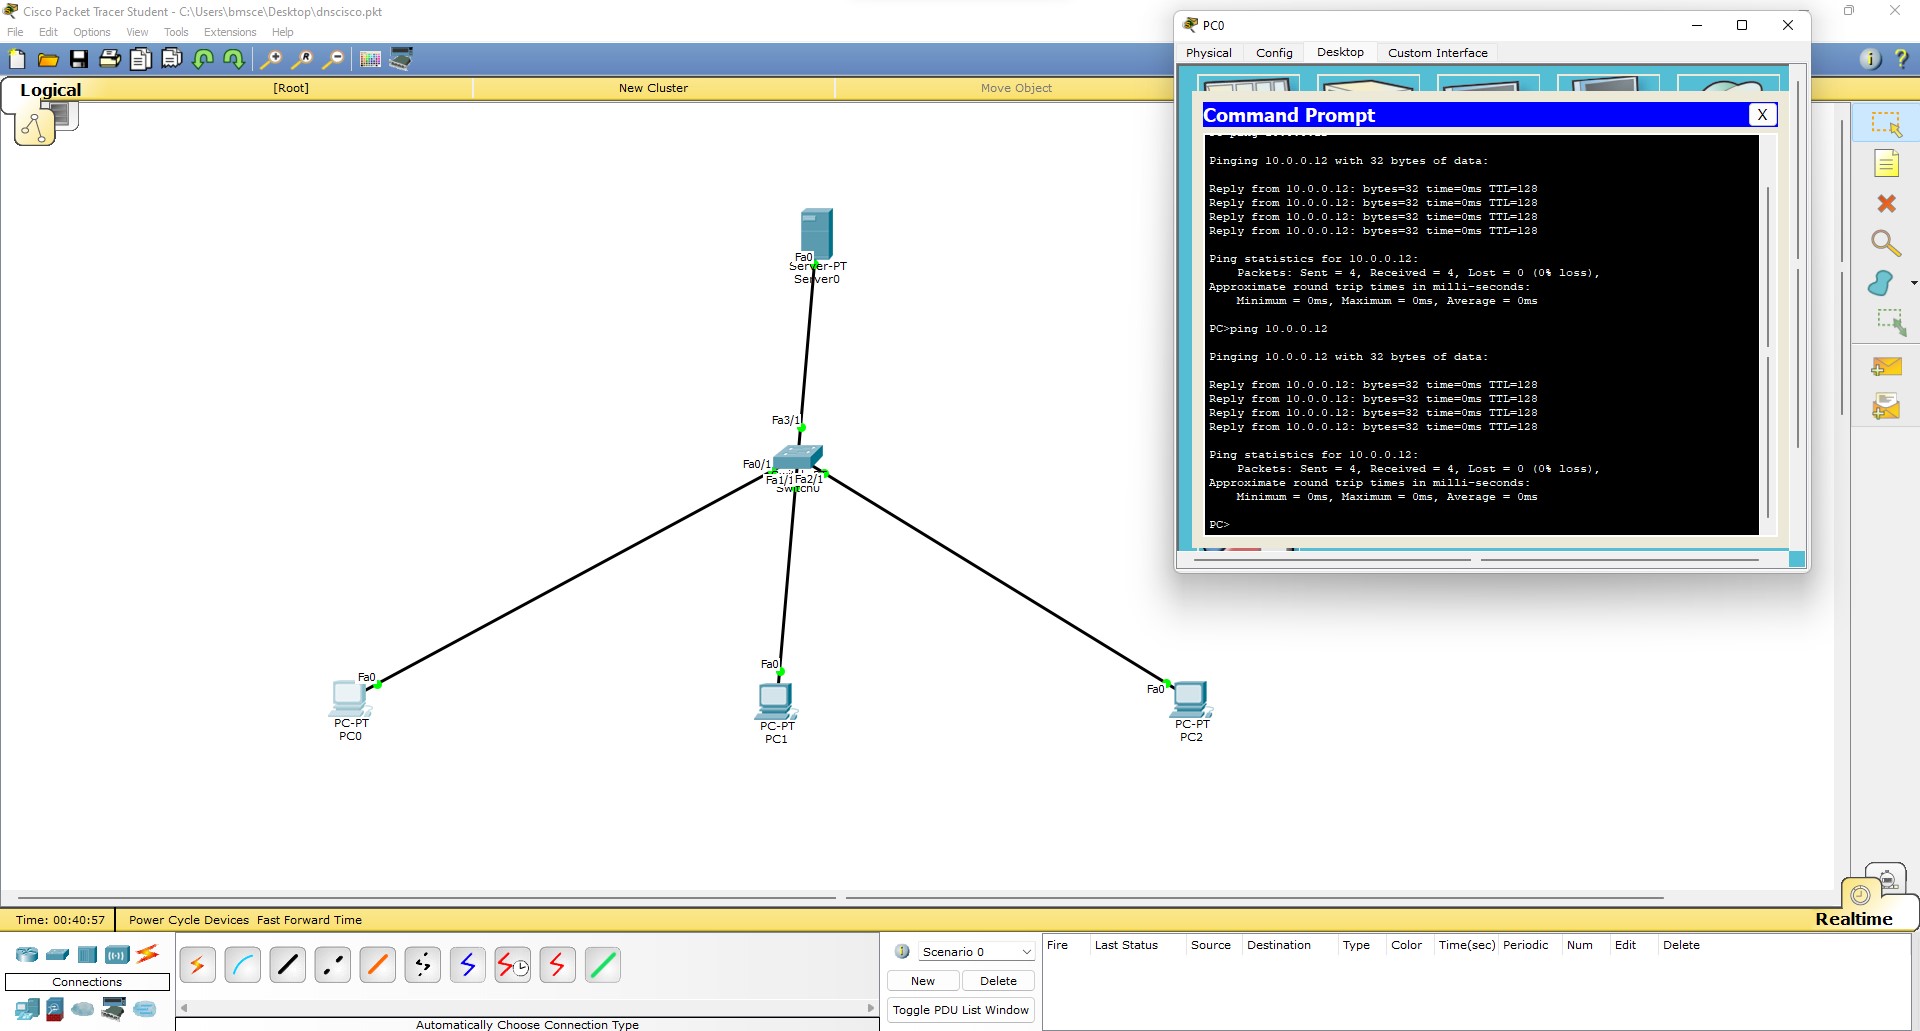 Cisco Packet Tracer Student - C:\Users\bmsce\Desktop\dnscisco.pkt
File Edit Options View Tools Extensions Help
Logical
[Root]
New Cluster
Move Object
Fa0
Server-PT
Server0
Fa3/1
Fa0/1
Fa1/1
Fa2/1
Switch0
Fa0
PC-PT
PC0
Fa0
PC-PT
PC1
Fa0
PC-PT
PC2
PC0
Physical Config Desktop Custom Interface
Command Prompt
X
Pinging 10.0.0.12 with 32 bytes of data:
Reply from 10.0.0.12: bytes=32 time=0ms TTL=128
Reply from 10.0.0.12: bytes=32 time=0ms TTL=128
Reply from 10.0.0.12: bytes=32 time=0ms TTL=128
Reply from 10.0.0.12: bytes=32 time=0ms TTL=128
Ping statistics for 10.0.0.12:
Packets: Sent = 4, Received = 4, Lost = 0 (0% loss),
Approximate round trip times in milli-seconds:
Minimum = 0ms, Maximum = 0ms, Average = 0ms
PC>ping 10.0.0.12
Pinging 10.0.0.12 with 32 bytes of data:
Reply from 10.0.0.12: bytes=32 time=0ms TTL=128
Reply from 10.0.0.12: bytes=32 time=0ms TTL=128
Reply from 10.0.0.12: bytes=32 time=0ms TTL=128
Reply from 10.0.0.12: bytes=32 time=0ms TTL=128
Ping statistics for 10.0.0.12:
Packets: Sent = 4, Received = 4, Lost = 0 (0% loss),
Approximate round trip times in milli-seconds:
Minimum = 0ms, Maximum = 0ms, Average = 0ms
PC>
Realtime
Time: 00:40:57 Power Cycle Devices Fast Forward Time
Connections
Automatically Choose Connection Type
Scenario 0
New Delete
Toggle PDU List Window
Fire Last Status Source Destination Type Color Time(sec) Periodic Num Edit Delete